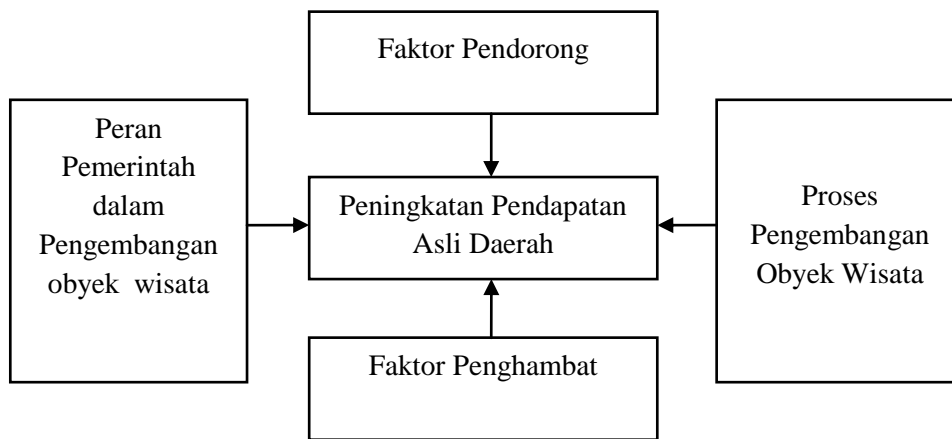 Faktor Pendorong
Peran
Pemerintah
dalam
Pengembangan
obyek wisata
Peningkatan Pendapatan
Asli Daerah
Proses
Pengembangan
Obyek Wisata
Faktor Penghambat